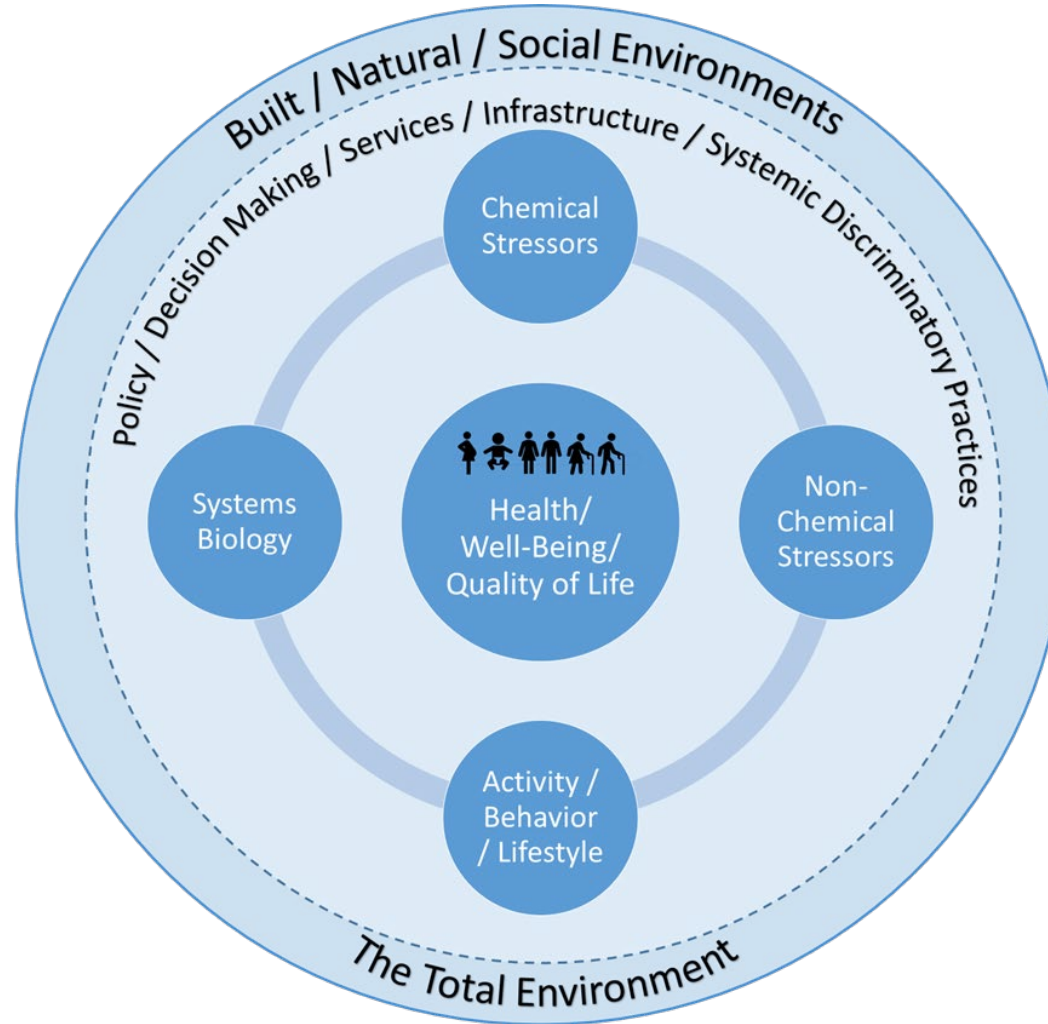 Built / Natural / Social Environments
Policy / Decision Making / Services / Infrastructure / Systemic Discriminatory Practices
Chemical
Stressors
Systems
Biology
Health/
Well-Being/
Quality of Life
Non-
Chemical
Stressors
Activity /
Behavior
/ Lifestyle
The Total Environment